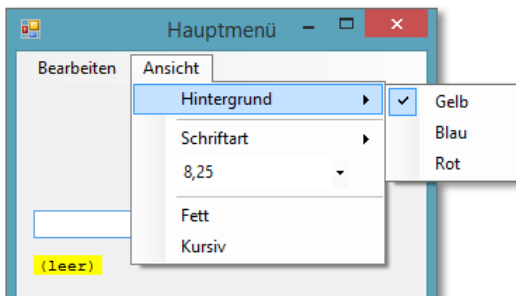 Hauptmenü
Bearbeiten Ansicht
Hintergrund
Gelb
Blau
Rot
Schriftart
8,25
Fett
Kursiv
(leer)